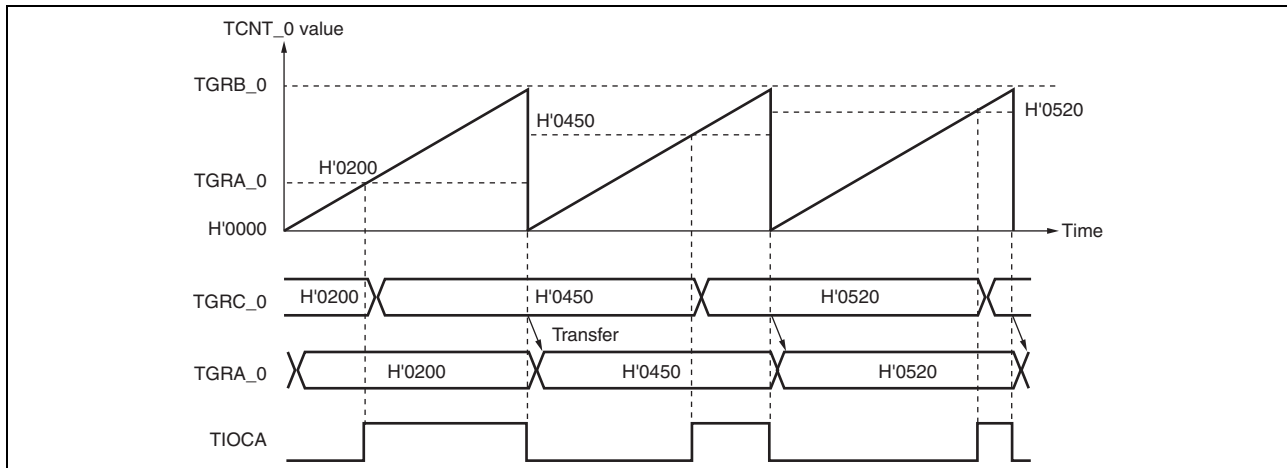 TCNT_0 value
TGRB_0
H'0520
H'0450
H'0200
TGRA_0
H'0000
Time
TGRC_0
H'0200
H'0450
H'0520
Transfer
TGRA_0
H'0200
H'0450
H'0520
TIOCA